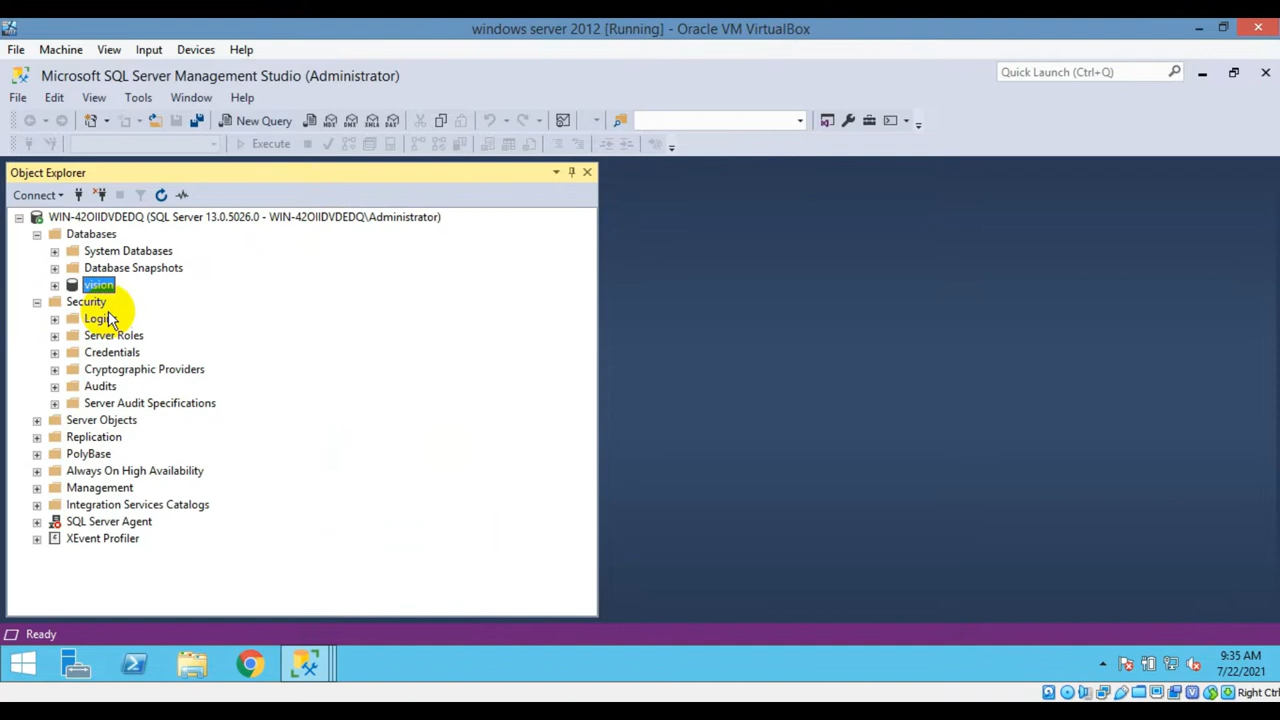 windows server 2012 [Running] - Oracle VM VirtualBox
File Machine View Input Devices Help
Microsoft SQL Server Management Studio (Administrator)
Quick Launch (Ctrl+Q)
File Edit View Tools Window Help
New Query
Execute
Object Explorer
Connect
WIN-42OIIDVDEDQ (SQL Server 13.0.5026.0 - WIN-42OIIDVDEDQ\Administrator)
Databases
System Databases
Database Snapshots
vision
Security
Logins
Server Roles
Credentials
Cryptographic Providers
Audits
Server Audit Specifications
Server Objects
Replication
PolyBase
Always On High Availability
Management
Integration Services Catalogs
SQL Server Agent
XEvent Profiler
Ready
9:35 AM
7/22/2021
Right Ctrl